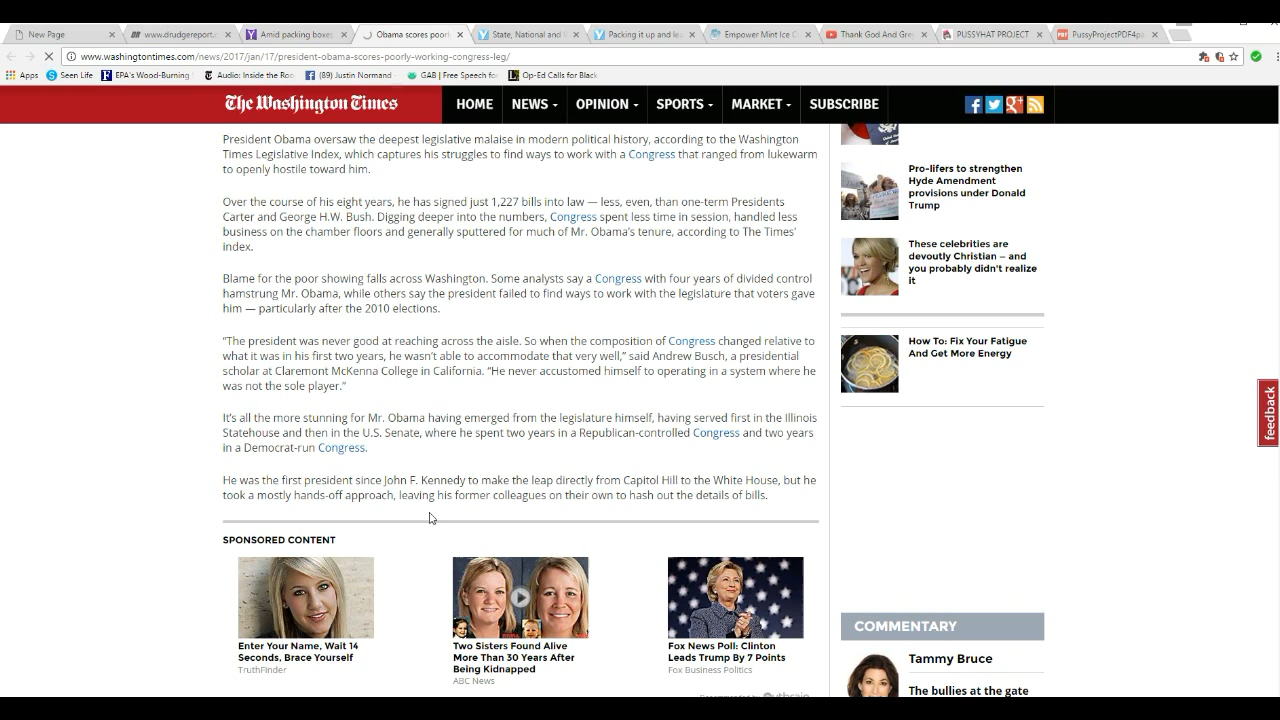 New Page
www.drudgereport.c
Amid packing boxes
Obama scores poorl
State, National and W
Packing it up and lea
Empower Mint Ice C
Thank God And Gre
PUSSYHAT PROJECT
PussyProjectPDF4pa
www.washingtontimes.com/news/2017/jan/17/president-obama-scores-poorly-working-congress-leg/
Apps
Seen Life
EPA's Wood-Burning
Audio: Inside the Roo
(89) Justin Normand
GAB | Free Speech fo
Op-Ed Calls for Black
The Washington Times
HOME
NEWS
OPINION
SPORTS
MARKET
SUBSCRIBE
President Obama oversaw the deepest legislative malaise in modern political history, according to the Washington
Times Legislative Index, which captures his struggles to find ways to work with a Congress that ranged from lukewarm
to openly hostile toward him.
Over the course of his eight years, he has signed just 1,227 bills into law — less, even, than one-term Presidents
Carter and George H.W. Bush. Digging deeper into the numbers, Congress spent less time in session, handled less
business on the chamber floors and generally sputtered for much of Mr. Obama's tenure, according to The Times'
index.
Blame for the poor showing falls across Washington. Some analysts say a Congress with four years of divided control
hamstrung Mr. Obama, while others say the president failed to find ways to work with the legislature that voters gave
him — particularly after the 2010 elections.
"The president was never good at reaching across the aisle. So when the composition of Congress changed relative to
what it was in his first two years, he wasn't able to accommodate that very well," said Andrew Busch, a presidential
scholar at Claremont McKenna College in California. "He never accustomed himself to operating in a system where he
was not the sole player."
It's all the more stunning for Mr. Obama having emerged from the legislature himself, having served first in the Illinois
Statehouse and then in the U.S. Senate, where he spent two years in a Republican-controlled Congress and two years
in a Democrat-run Congress.
He was the first president since John F. Kennedy to make the leap directly from Capitol Hill to the White House, but he
took a mostly hands-off approach, leaving his former colleagues on their own to hash out the details of bills.
SPONSORED CONTENT
Enter Your Name, Wait 14
Seconds, Brace Yourself
TruthFinder
Two Sisters Found Alive
More Than 30 Years After
Being Kidnapped
ABC News
Fox News Poll: Clinton
Leads Trump By 7 Points
Fox Business Politics
Pro-lifers to strengthen
Hyde Amendment
provisions under Donald
Trump
These celebrities are
devoutly Christian – and
you probably didn't realize
it
How To: Fix Your Fatigue
And Get More Energy
feedback
COMMENTARY
Tammy Bruce
The bullies at the gate